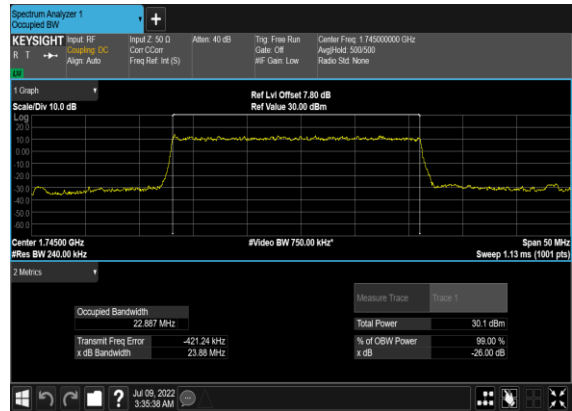 Spectrum Analyzer 1
Occupied BW
+
KEYSIGHT
R T
LW
Input: RF
Coupling: DC
Align: Auto
Input Z: 50 Ω
Corr CCorr
Freq Ref: Int (S)
Atten: 40 dB
Trig: Free Run
Gate: Off
#IF Gain: Low
Center Freq: 1.745000000 GHz
Avg|Hold: 500/500
Radio Std: None
1 Graph
Scale/Div 10.0 dB
Ref Lvl Offset 7.80 dB
Ref Value 30.00 dBm
Log
20.0
10.0
0.00
-10.0
-20.0
-30.0
-40.0
-50.0
-60.0
Center 1.74500 GHz
#Res BW 240.00 kHz
#Video BW 750.00 kHz*
Span 50 MHz
Sweep 1.13 ms (1001 pts)
2 Metrics
Measure Trace Trace 1
Occupied Bandwidth
22.887 MHz
Total Power 30.1 dBm
Transmit Freq Error -421.24 kHz
% of OBW Power 99.00 %
x dB Bandwidth 23.88 MHz
x dB -26.00 dB
?
Jul 09, 2022
3:35:38 AM